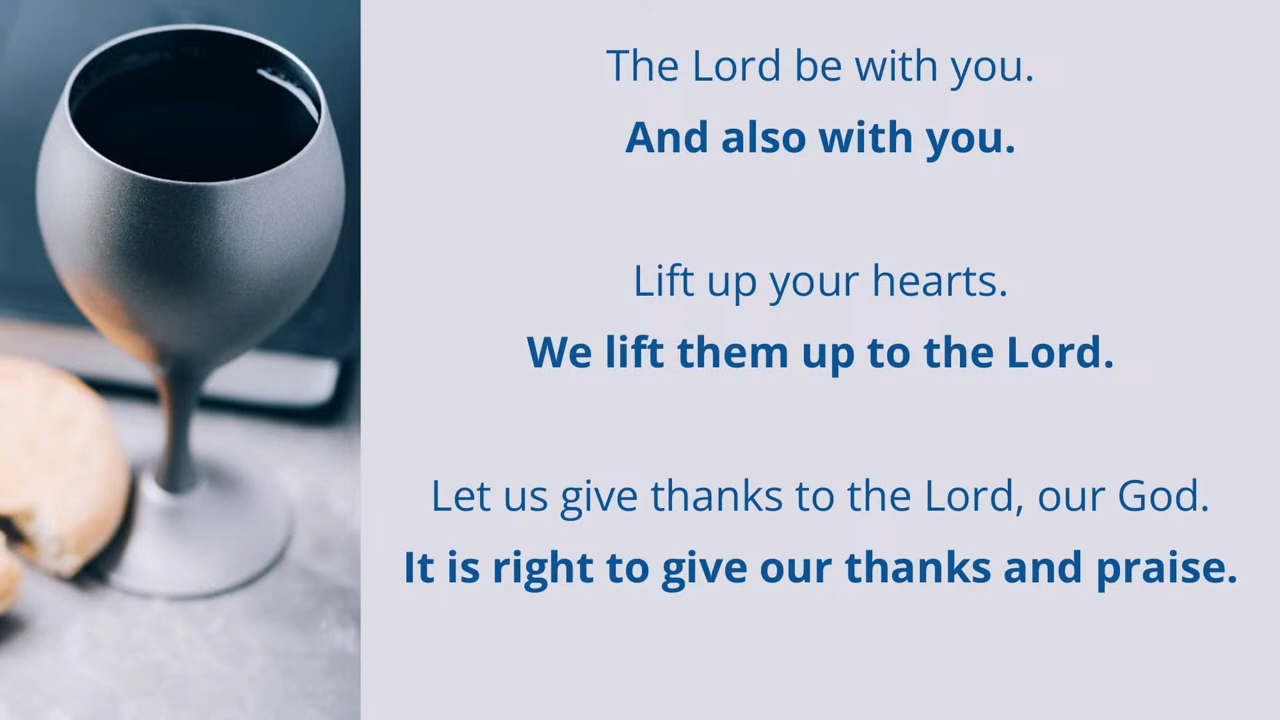 The Lord be with you.
And also with you.
Lift up your hearts.
We lift them up to the Lord.
Let us give thanks to the Lord, our God.
It is right to give our thanks and praise.